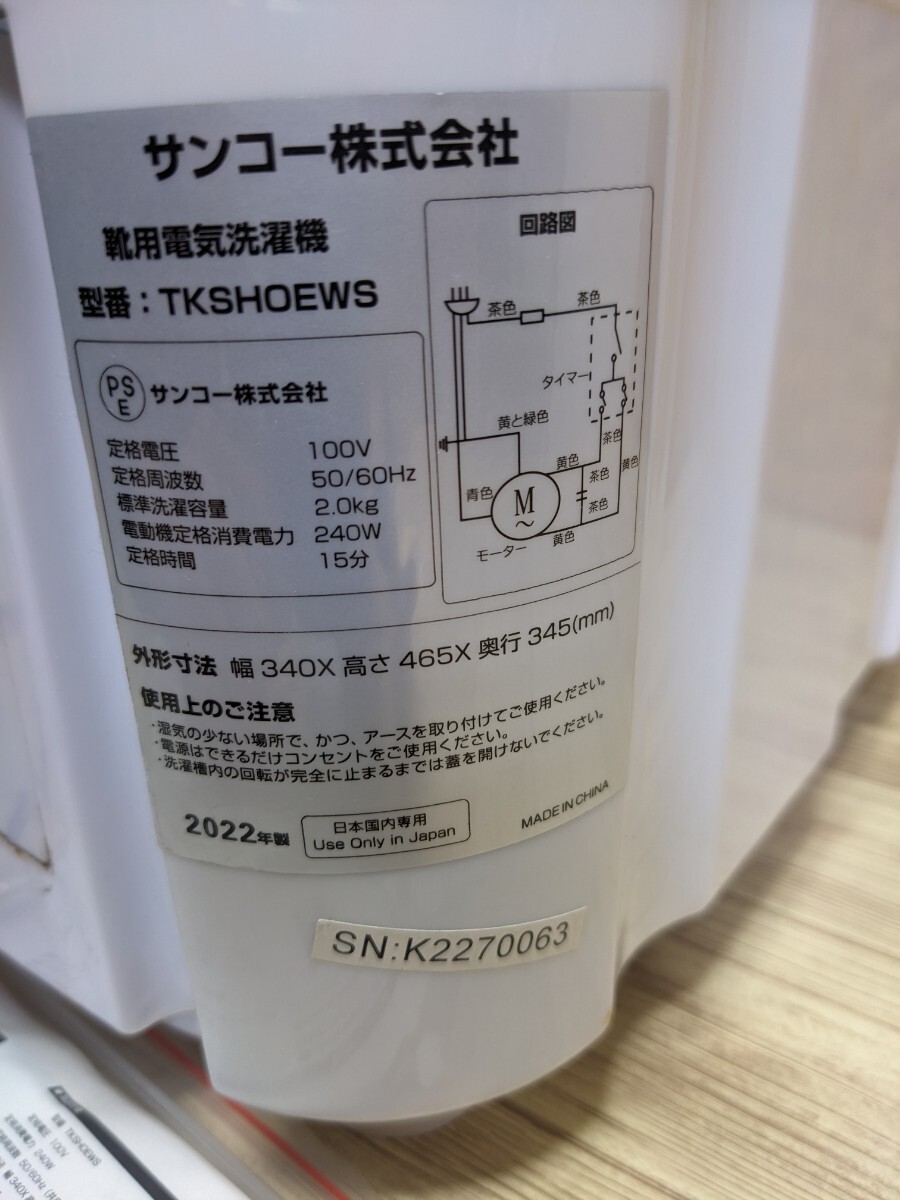 サンコー株式会社
靴用電気洗濯機
型番：TKSHOEWS
PS
E
サンコー株式会社
定格電圧 100V
定格周波数 50/60Hz
標準洗濯容量 2.0kg
電動機定格消費電力 240W
定格時間 15分
回路図
茶色
茶色
タイマー
黄と緑色
黄色
茶色
黄色
青色
M
~
茶色
茶色
モーター
黄色
外形寸法 幅 340X 高さ 465X 奥行 345(mm)
使用上のご注意
・湿気の少ない場所で、かつ、アースを取り付けてご使用ください。
・電源はできるだけコンセントをご使用ください。
・洗濯槽内の回転が完全に止まるまでは蓋を開けないでください。
2022年製
日本国内専用
Use Only in Japan
MADE IN CHINA
SN:K2270063
型番 TKSHOEWS
100V
240W
50/60Hz
幅 340X